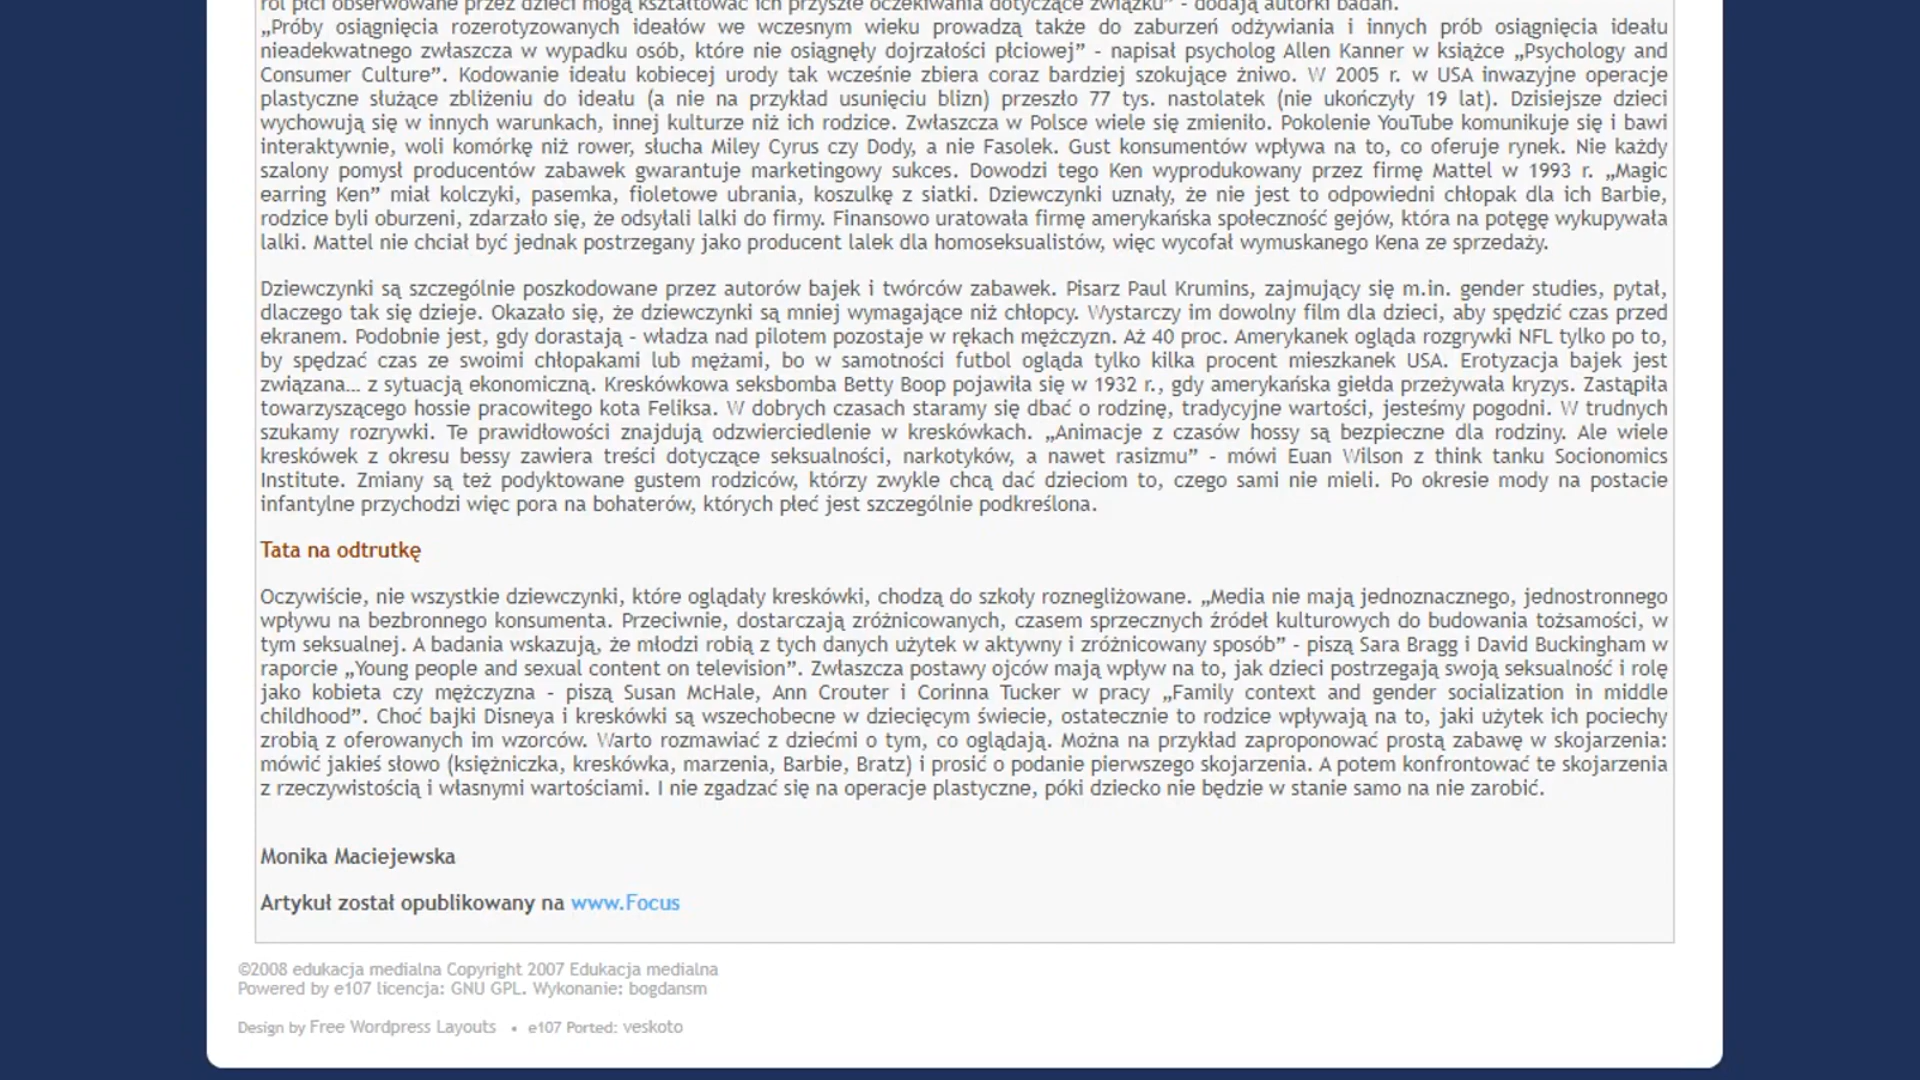 ról płci obserwowane przez dzieci mogą kształtować ich przyszłe oczekiwania dotyczące związku” - dodają autorki badań.
„Próby osiągnięcia rozerotyzowanych ideałów we wczesnym wieku prowadzą także do zaburzeń odżywiania i innych prób osiągnięcia ideału
nieadekwatnego zwłaszcza w wypadku osób, które nie osiągnęły dojrzałości płciowej” - napisał psycholog Allen Kanner w książce „Psychology and
Consumer Culture”. Kodowanie ideału kobiecej urody tak wcześnie zbiera coraz bardziej szokujące żniwo. W 2005 r. w USA inwazyjne operacje
plastyczne służące zbliżeniu do ideału (a nie na przykład usunięciu blizn) przeszło 77 tys. nastolatek (nie ukończyły 19 lat). Dzisiejsze dzieci
wychowują się w innych warunkach, innej kulturze niż ich rodzice. Zwłaszcza w Polsce wiele się zmieniło. Pokolenie YouTube komunikuje się i bawi
interaktywnie, woli komórkę niż rower, słucha Miley Cyrus czy Dody, a nie Fasolek. Gust konsumentów wpływa na to, co oferuje rynek. Nie każdy
szalony pomysł producentów zabawek gwarantuje marketingowy sukces. Dowodzi tego Ken wyprodukowany przez firmę Mattel w 1993 r. „Magic
earring Ken” miał kolczyki, pasemka, fioletowe ubrania, koszulkę z siatki. Dziewczynki uznały, że nie jest to odpowiedni chłopak dla ich Barbie,
rodzice byli oburzeni, zdarzało się, że odsyłali lalki do firmy. Finansowo uratowała firmę amerykańska społeczność gejów, która na potęgę wykupywała
lalki. Mattel nie chciał być jednak postrzegany jako producent lalek dla homoseksualistów, więc wycofał wymuskanego Kena ze sprzedaży.
Dziewczynki są szczególnie poszkodowane przez autorów bajek i twórców zabawek. Pisarz Paul Krumins, zajmujący się m.in. gender studies, pytał,
dlaczego tak się dzieje. Okazało się, że dziewczynki są mniej wymagające niż chłopcy. Wystarczy im dowolny film dla dzieci, aby spędzić czas przed
ekranem. Podobnie jest, gdy dorastają - władza nad pilotem pozostaje w rękach mężczyzn. Aż 40 proc. Amerykanek ogląda rozgrywki NFL tylko po to,
by spędzać czas ze swoimi chłopakami lub mężami, bo w samotności futbol ogląda tylko kilka procent mieszkanek USA. Erotyzacja bajek jest
związana… z sytuacją ekonomiczną. Kreskówkowa seksbomba Betty Boop pojawiła się w 1932 r., gdy amerykańska giełda przeżywała kryzys. Zastąpiła
towarzyszącego hossie pracowitego kota Feliksa. W dobrych czasach staramy się dbać o rodzinę, tradycyjne wartości, jesteśmy pogodni. W trudnych
szukamy rozrywki. Te prawidłowości znajdują odzwierciedlenie w kreskówkach. „Animacje z czasów hossy są bezpieczne dla rodziny. Ale wiele
kreskówek z okresu bessy zawiera treści dotyczące seksualności, narkotyków, a nawet rasizmu” - mówi Euan Wilson z think tanku Socionomics
Institute. Zmiany są też podyktowane gustem rodziców, którzy zwykle chcą dać dzieciom to, czego sami nie mieli. Po okresie mody na postacie
infantylne przychodzi więc pora na bohaterów, których płeć jest szczególnie podkreślona.
Tata na odtrutkę
Oczywiście, nie wszystkie dziewczynki, które oglądały kreskówki, chodzą do szkoły roznegliżowane. „Media nie mają jednoznacznego, jednostronnego
wpływu na bezbronnego konsumenta. Przeciwnie, dostarczają zróżnicowanych, czasem sprzecznych źródeł kulturowych do budowania tożsamości, w
tym seksualnej. A badania wskazują, że młodzi robią z tych danych użytek w aktywny i zróżnicowany sposób” - piszą Sara Bragg i David Buckingham w
raporcie „Young people and sexual content on television”. Zwłaszcza postawy ojców mają wpływ na to, jak dzieci postrzegają swoją seksualność i rolę
jako kobieta czy mężczyzna - piszą Susan McHale, Ann Crouter i Corinna Tucker w pracy „Family context and gender socialization in middle
childhood”. Choć bajki Disneya i kreskówki są wszechobecne w dziecięcym świecie, ostatecznie to rodzice wpływają na to, jaki użytek ich pociechy
zrobią z oferowanych im wzorców. Warto rozmawiać z dziećmi o tym, co oglądają. Można na przykład zaproponować prostą zabawę w skojarzenia:
mówić jakieś słowo (księżniczka, kreskówka, marzenia, Barbie, Bratz) i prosić o podanie pierwszego skojarzenia. A potem konfrontować te skojarzenia
z rzeczywistością i własnymi wartościami. I nie zgadzać się na operacje plastyczne, póki dziecko nie będzie w stanie samo na nie zarobić.
Monika Maciejewska
Artykuł został opublikowany na www.Focus
©2008 edukacja medialna Copyright 2007 Edukacja medialna
Powered by e107 licencja: GNU GPL. Wykonanie: bogdansm
Design by Free Wordpress Layouts • e107 Ported: veskoto